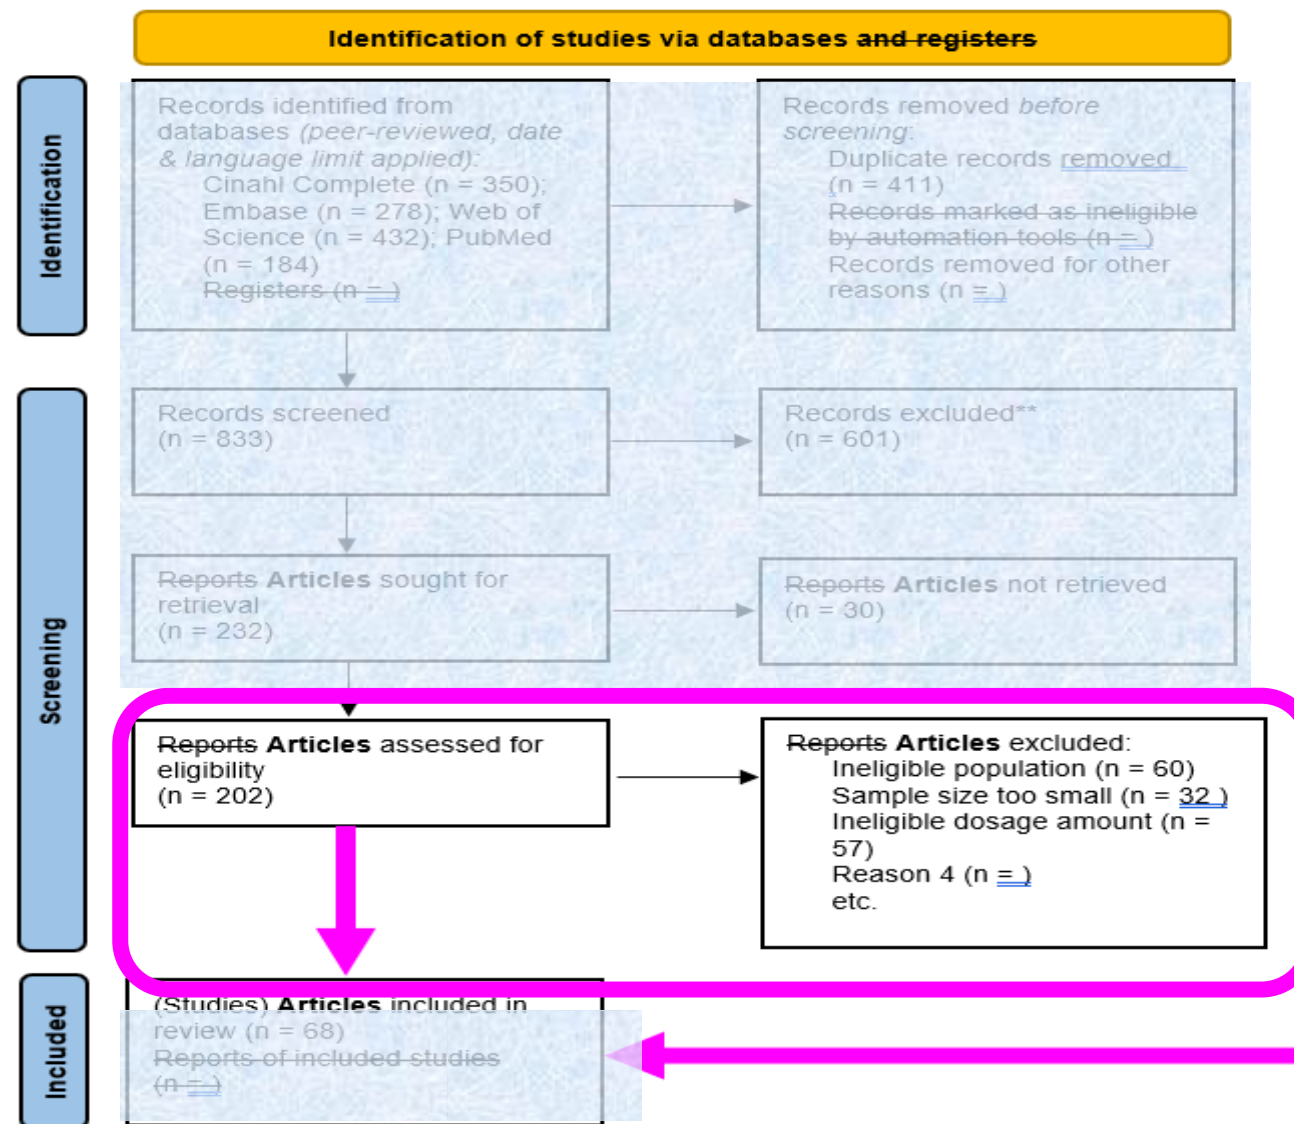 Identification of studies via databases and registers
Identification
Records identified from
databases (peer-reviewed, date
& language limit applied):
Cinahl Complete (n = 350);
Embase (n = 278); Web of
Science (n = 432); PubMed
(n = 184)
Registers (n = )
Records removed before
screening:
Duplicate records removed
(n = 411)
Records marked as ineligible
by automation tools (n = )
Records removed for other
reasons (n = )
Screening
Records screened
(n = 833)
Records excluded**
(n = 601)
Reports Articles sought for
retrieval
(n = 232)
Reports Articles not retrieved
(n = 30)
Reports Articles assessed for
eligibility
(n = 202)
Reports Articles excluded:
Ineligible population (n = 60)
Sample size too small (n = 32 )
Ineligible dosage amount (n =
57)
Reason 4 (n = )
etc.
Included
(Studies) Articles included in
review (n = 68)
Reports of included studies
(n = )